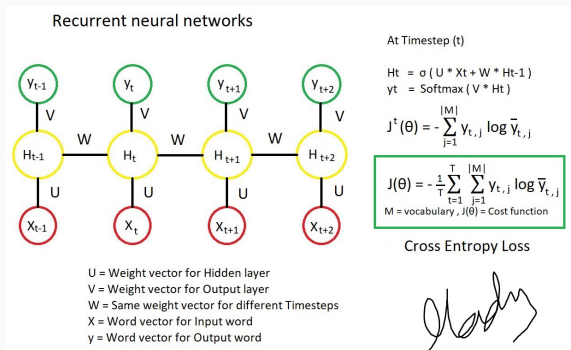 Recurrent neural networks
yt-1 yt yt+1 yt+2
V V V V
W W W
Ht-1 Ht H t+1 H t+2
U U U U
Xt-1 Xt Xt+1 Xt+2
U = Weight vector for Hidden layer
V = Weight vector for Output layer
W = Same weight vector for different Timesteps
X = Word vector for Input word
y = Word vector for Output word
At Timestep (t)
Ht = σ ( U * Xt + W * Ht-1 )
yt = Softmax ( V * Ht )
Jᵗ(θ) = - |M| Σ j=1 yt,j log ȳt,j
J(θ) = - 1/T T Σ t=1 |M| Σ j=1 yt,j log ȳt,j
M = vocabulary , J(θ) = Cost function
Cross Entropy Loss